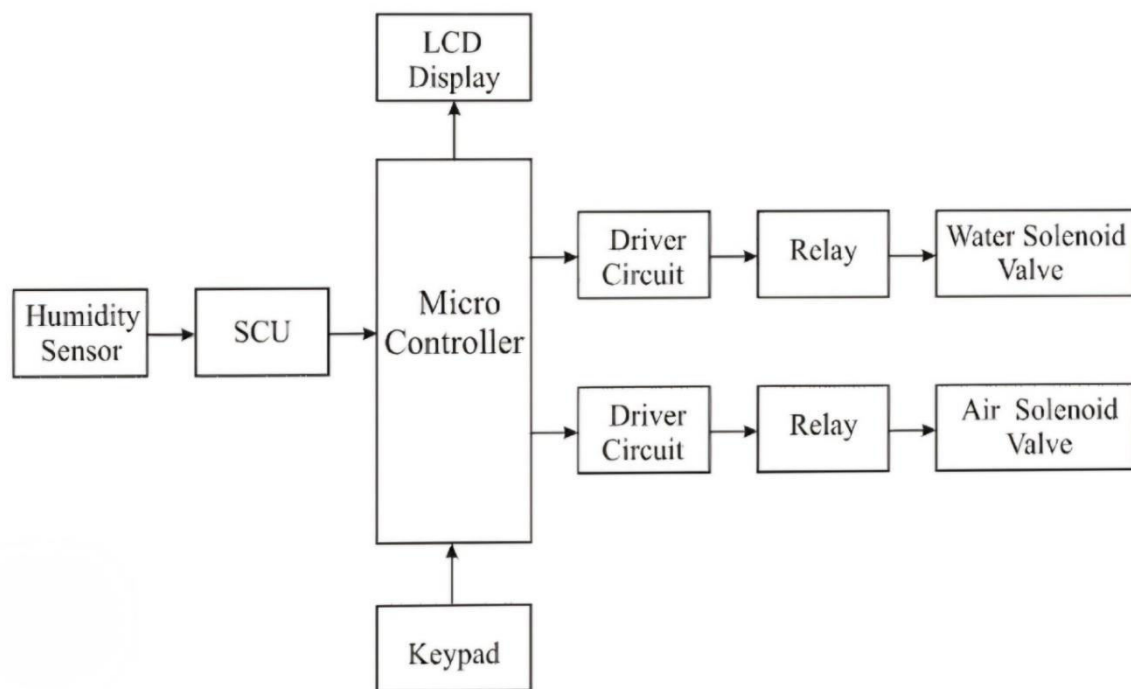 LCD
Display
Micro
Controller
Humidity
Sensor
SCU
Driver
Circuit
Relay
Water Solenoid
Valve
Driver
Circuit
Relay
Air Solenoid
Valve
Keypad